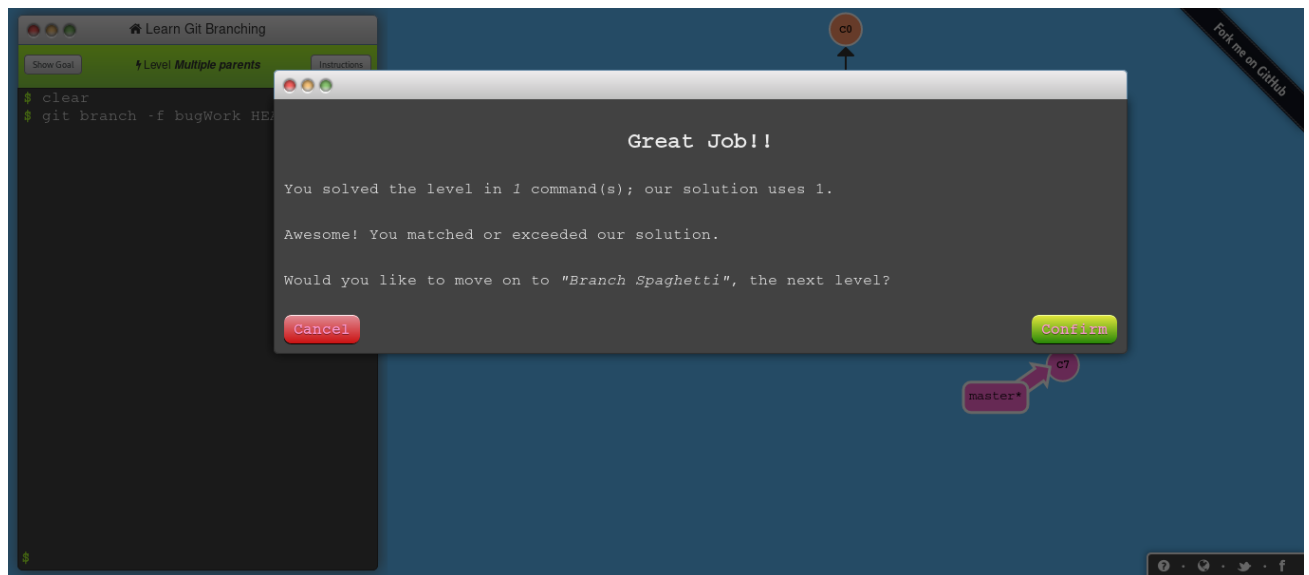 Learn Git Branching
Show Goal
Level Multiple parents
Instructions
$ clear
$ git branch -f bugWork
$
C0
Fork me on GitHub
Great Job!!
You solved the level in 1 command(s); our solution uses 1.
Awesome! You matched or exceeded our solution.
Would you like to move on to "Branch Spaghetti", the next level?
Cancel
Confirm
C7
master*